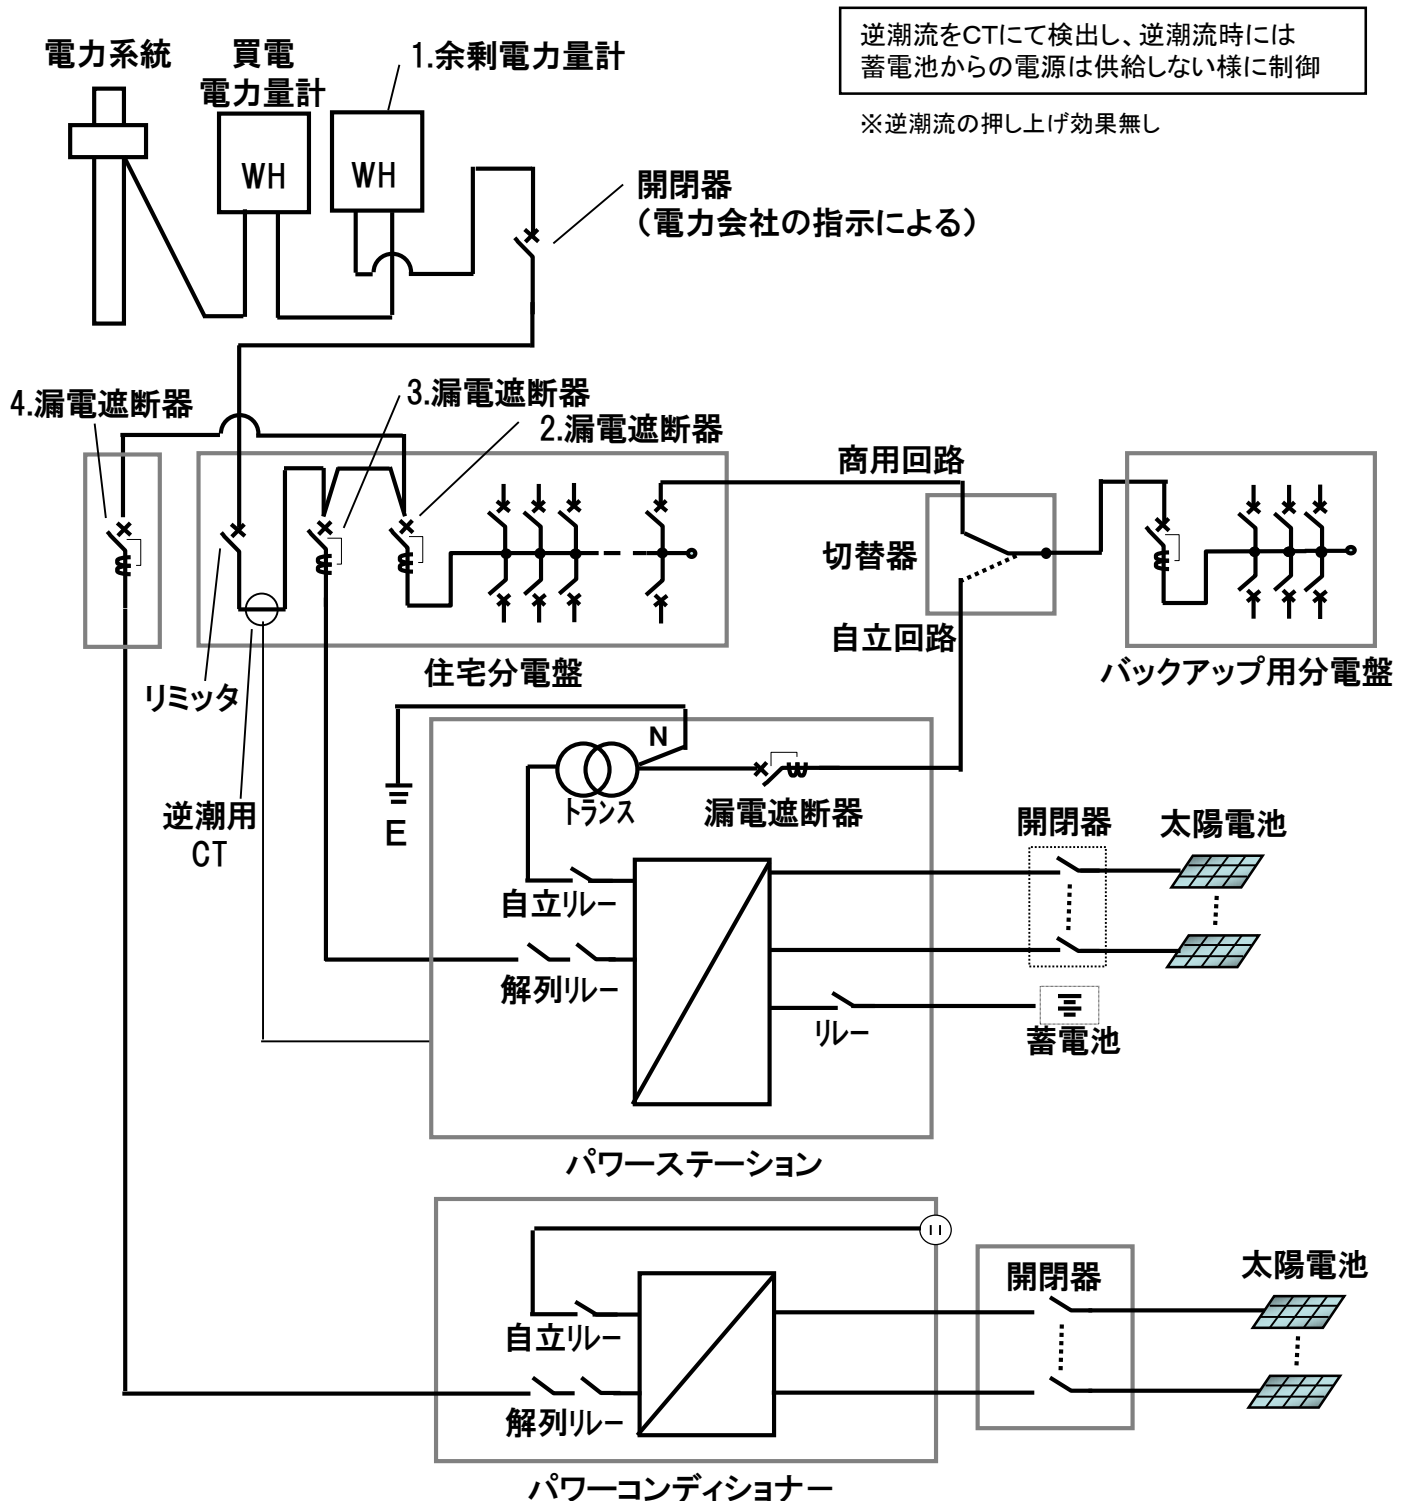 逆潮流をCTにて検出し、逆潮流時には
蓄電池からの電源は供給しない様に制御
※逆潮流の押し上げ効果無し
電力系統
買電
電力量計
1.余剰電力量計
WH
WH
開閉器
（電力会社の指示による）
4.漏電遮断器
3.漏電遮断器
2.漏電遮断器
商用回路
切替器
自立回路
リミッタ
住宅分電盤
バックアップ用分電盤
N
トランス
漏電遮断器
E
逆潮用
CT
開閉器
太陽電池
自立リレー
解列リレー
リレー
蓄電池
パワーステーション
開閉器
太陽電池
自立リレー
解列リレー
パワーコンディショナー